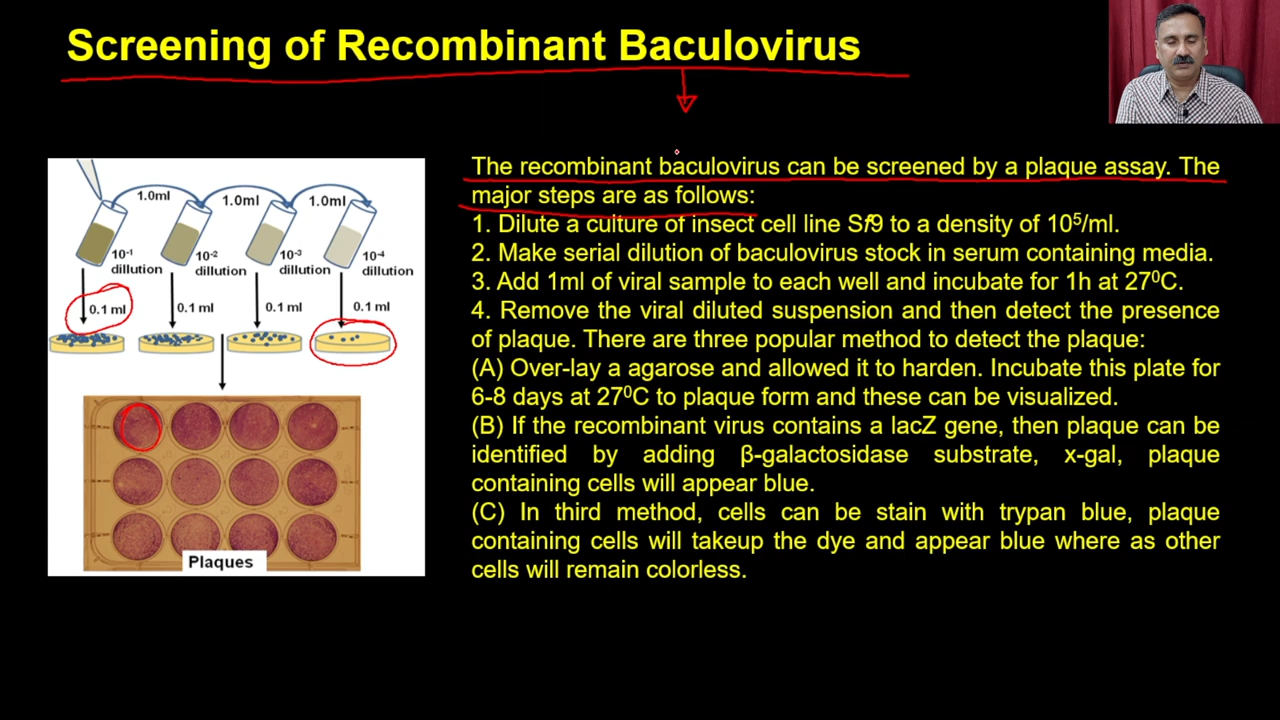 Screening of Recombinant Baculovirus
1.0ml
1.0ml
1.0ml
10⁻¹
dillution
10⁻²
dillution
10⁻³
dillution
10⁻⁴
dillution
0.1 ml
0.1 ml
0.1 ml
0.1 ml
Plaques
The recombinant baculovirus can be screened by a plaque assay. The
major steps are as follows:
1. Dilute a culture of insect cell line Sf9 to a density of 10⁵/ml.
2. Make serial dilution of baculovirus stock in serum containing media.
3. Add 1ml of viral sample to each well and incubate for 1h at 27⁰C.
4. Remove the viral diluted suspension and then detect the presence
of plaque. There are three popular method to detect the plaque:
(A) Over-lay a agarose and allowed it to harden. Incubate this plate for
6-8 days at 27⁰C to plaque form and these can be visualized.
(B) If the recombinant virus contains a lacZ gene, then plaque can be
identified by adding β-galactosidase substrate, x-gal, plaque
containing cells will appear blue.
(C) In third method, cells can be stain with trypan blue, plaque
containing cells will takeup the dye and appear blue where as other
cells will remain colorless.